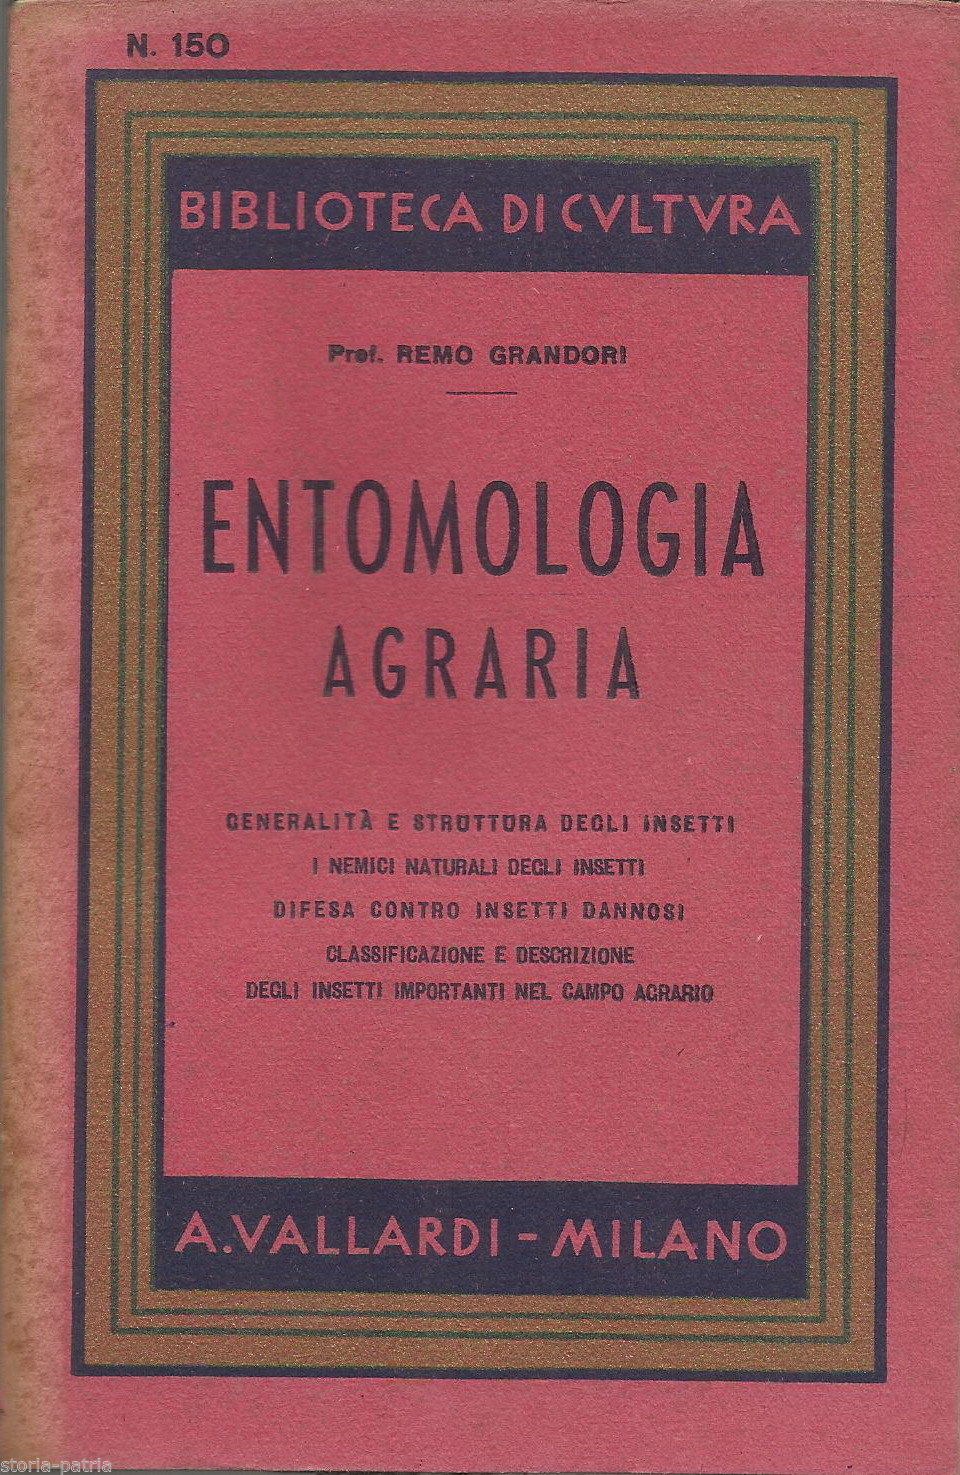 N. 150
BIBLIOTECA DI CVLTVRA
Prof. REMO GRANDORI
ENTOMOLOGIA
AGRARIA
GENERALITÀ E STRUTTURA DEGLI INSETTI
I NEMICI NATURALI DEGLI INSETTI
DIFESA CONTRO INSETTI DANNOSI
CLASSIFICAZIONE E DESCRIZIONE
DEGLI INSETTI IMPORTANTI NEL CAMPO AGRARIO
A. VALLARDI - MILANO
storia-patria